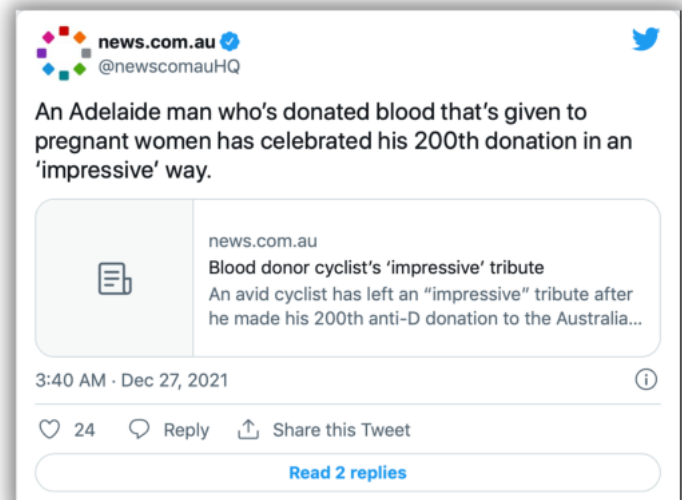 news.com.au
@newscomauHQ
An Adelaide man who's donated blood that's given to
pregnant women has celebrated his 200th donation in an
‘impressive’ way.
news.com.au
Blood donor cyclist's ‘impressive’ tribute
An avid cyclist has left an “impressive” tribute after
he made his 200th anti-D donation to the Australia...
3:40 AM · Dec 27, 2021
24 Reply Share this Tweet
Read 2 replies